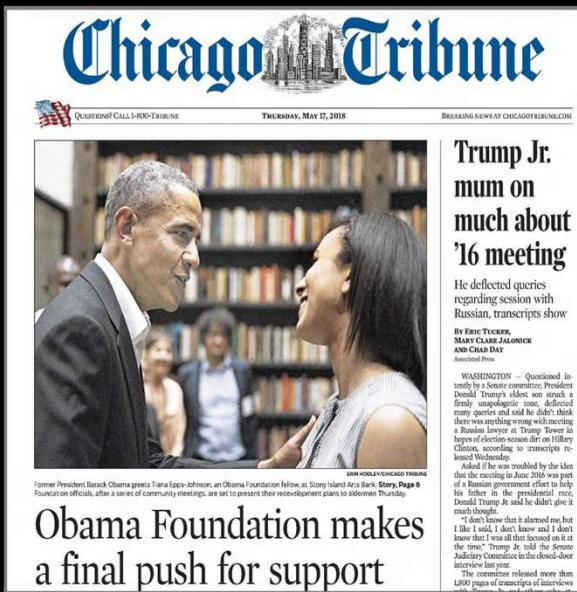 Chicago Tribune
QUESTIONS? CALL 1-800-TRIBUNE THURSDAY, MAY 17, 2018 BREAKING NEWS AT CHICAGOTRIBUNE.COM
ERIN HOOLEY/CHICAGO TRIBUNE
Former President Barack Obama greets Tiana Epps-Johnson, an Obama Foundation fellow, at Stony Island Arts Bank. Story, Page 6
Foundation officials, after a series of community meetings, are set to present their redevelopment plans to aldermen Thursday.
Obama Foundation makes
a final push for support
Trump Jr.
mum on
much about
’16 meeting
He deflected queries
regarding session with
Russian, transcripts show
BY ERIC TUCKER,
MARY CLARE JALONICK
AND CHAD DAY
Associated Press
WASHINGTON — Questioned in-
tently by a Senate committee, President
Donald Trump’s eldest son struck a
firmly unapologetic tone, deflected
many queries and said he didn’t think
there was anything wrong with meeting
a Russian lawyer at Trump Tower in
hopes of election-season dirt on Hillary
Clinton, according to transcripts re-
leased Wednesday.
Asked if he was troubled by the idea
that the meeting in June 2016 was part
of a Russian government effort to help
his father in the presidential race,
Donald Trump Jr. said he didn’t give it
much thought.
“I don’t know that it alarmed me, but
I like I said, I don’t know and I don’t
know that I was all that focused on it at
the time,” Trump Jr. told the Senate
Judiciary Committee in the closed-door
interview last year.
The committee released more than
1,800 pages of transcripts of interviews